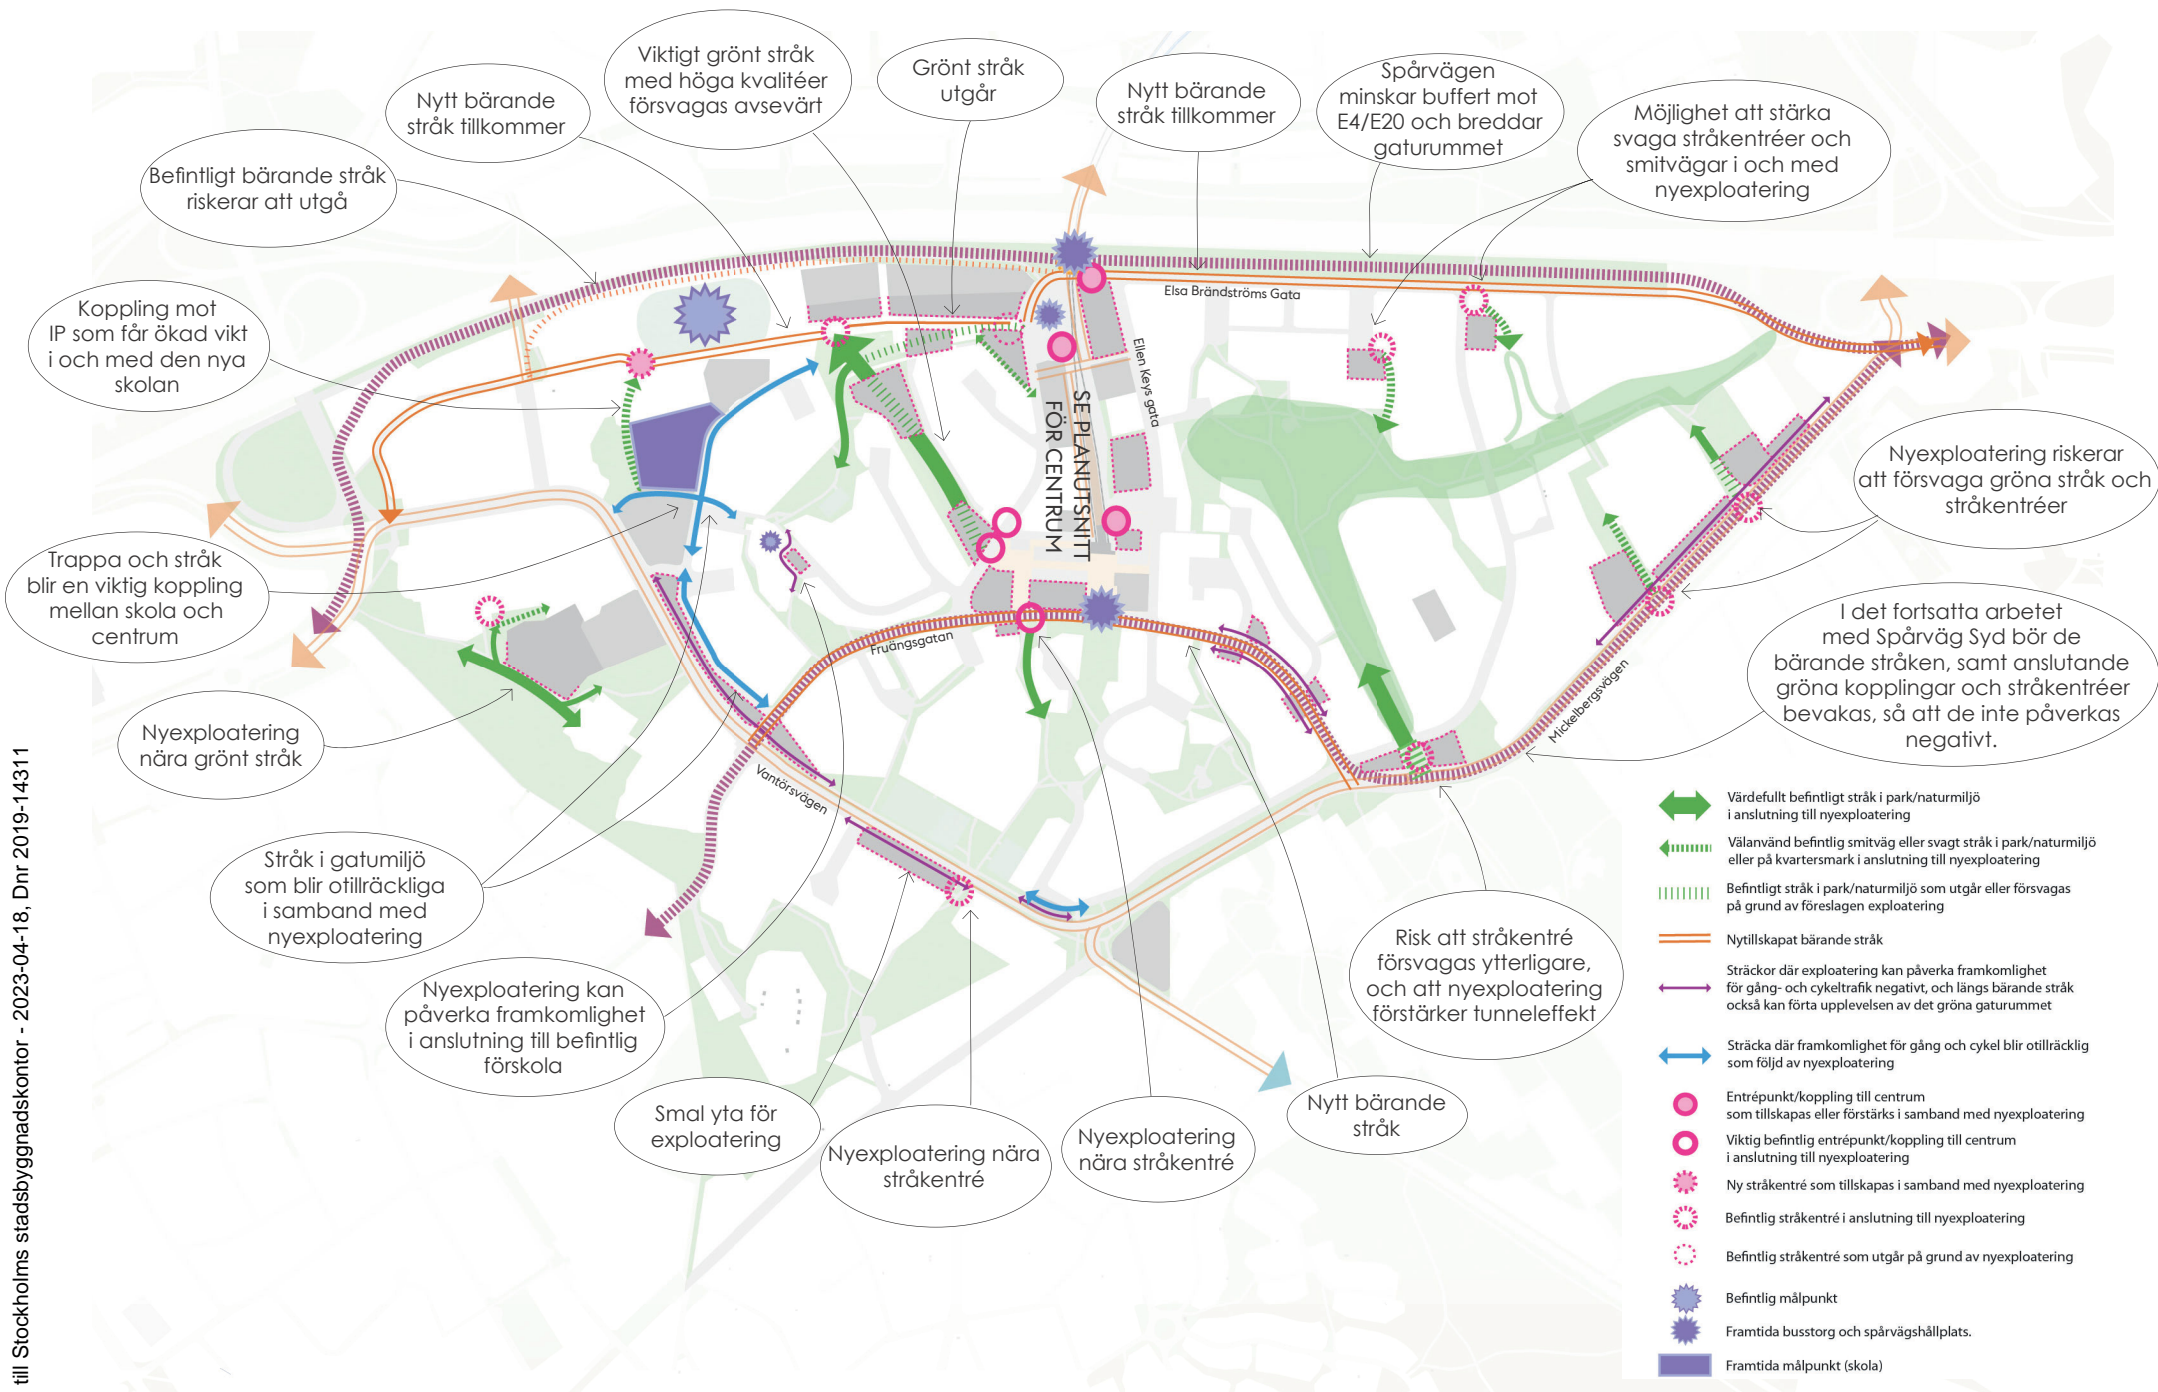 Viktigt grönt stråk
med höga kvalitéer
försvagas avsevärt
Grönt stråk
utgår
Nytt bärande
stråk tillkommer
Nytt bärande
stråk tillkommer
Spårvägen
minskar buffert mot
E4/E20 och breddar
gaturummet
Möjlighet att stärka
svaga stråkentréer och
smitvägar i och med
nyexploatering
Befintligt bärande stråk
riskerar att utgå
Koppling mot
IP som får ökad vikt
i och med den nya
skolan
Elsa Brändströms Gata
Ellen Keys gata
SE PLANUTSNITT
FÖR CENTRUM
Nyexploatering riskerar
att försvaga gröna stråk och
stråkentréer
Trappa och stråk
blir en viktig koppling
mellan skola och
centrum
I det fortsatta arbetet
med Spårväg Syd bör de
bärande stråken, samt anslutande
gröna kopplingar och stråkentréer
bevakas, så att de inte påverkas
negativt.
Fruängsgatan
Mickelbergsvägen
Vantörsvägen
Nyexploatering
nära grönt stråk
Stråk i gatumiljö
som blir otillräckliga
i samband med
nyexploatering
Nyexploatering kan
påverka framkomlighet
i anslutning till befintlig
förskola
Smal yta för
exploatering
Nyexploatering nära
stråkentré
Nyexploatering
nära stråkentré
Nytt bärande
stråk
Risk att stråkentré
försvagas ytterligare,
och att nyexploatering
förstärker tunneleffekt
Värdefullt befintligt stråk i park/naturmiljö
i anslutning till nyexploatering
Välanvänd befintlig smitväg eller svagt stråk i park/naturmiljö
eller på kvartersmark i anslutning till nyexploatering
Befintligt stråk i park/naturmiljö som utgår eller försvagas
på grund av föreslagen exploatering
Nytillskapat bärande stråk
Sträckor där exploatering kan påverka framkomlighet
för gång- och cykeltrafik negativt, och längs bärande stråk
också kan förta upplevelsen av det gröna gaturummet
Sträcka där framkomlighet för gång och cykel blir otillräcklig
som följd av nyexploatering
Entrépunkt/koppling till centrum
som tillskapas eller förstärks i samband med nyexploatering
Viktig befintlig entrépunkt/koppling till centrum
i anslutning till nyexploatering
Ny stråkentré som tillskapas i samband med nyexploatering
Befintlig stråkentré i anslutning till nyexploatering
Befintlig stråkentré som utgår på grund av nyexploatering
Befintlig målpunkt
Framtida busstorg och spårvägshållplats.
Framtida målpunkt (skola)
till Stockholms stadsbyggnadskontor - 2023-04-18, Dnr 2019-14311